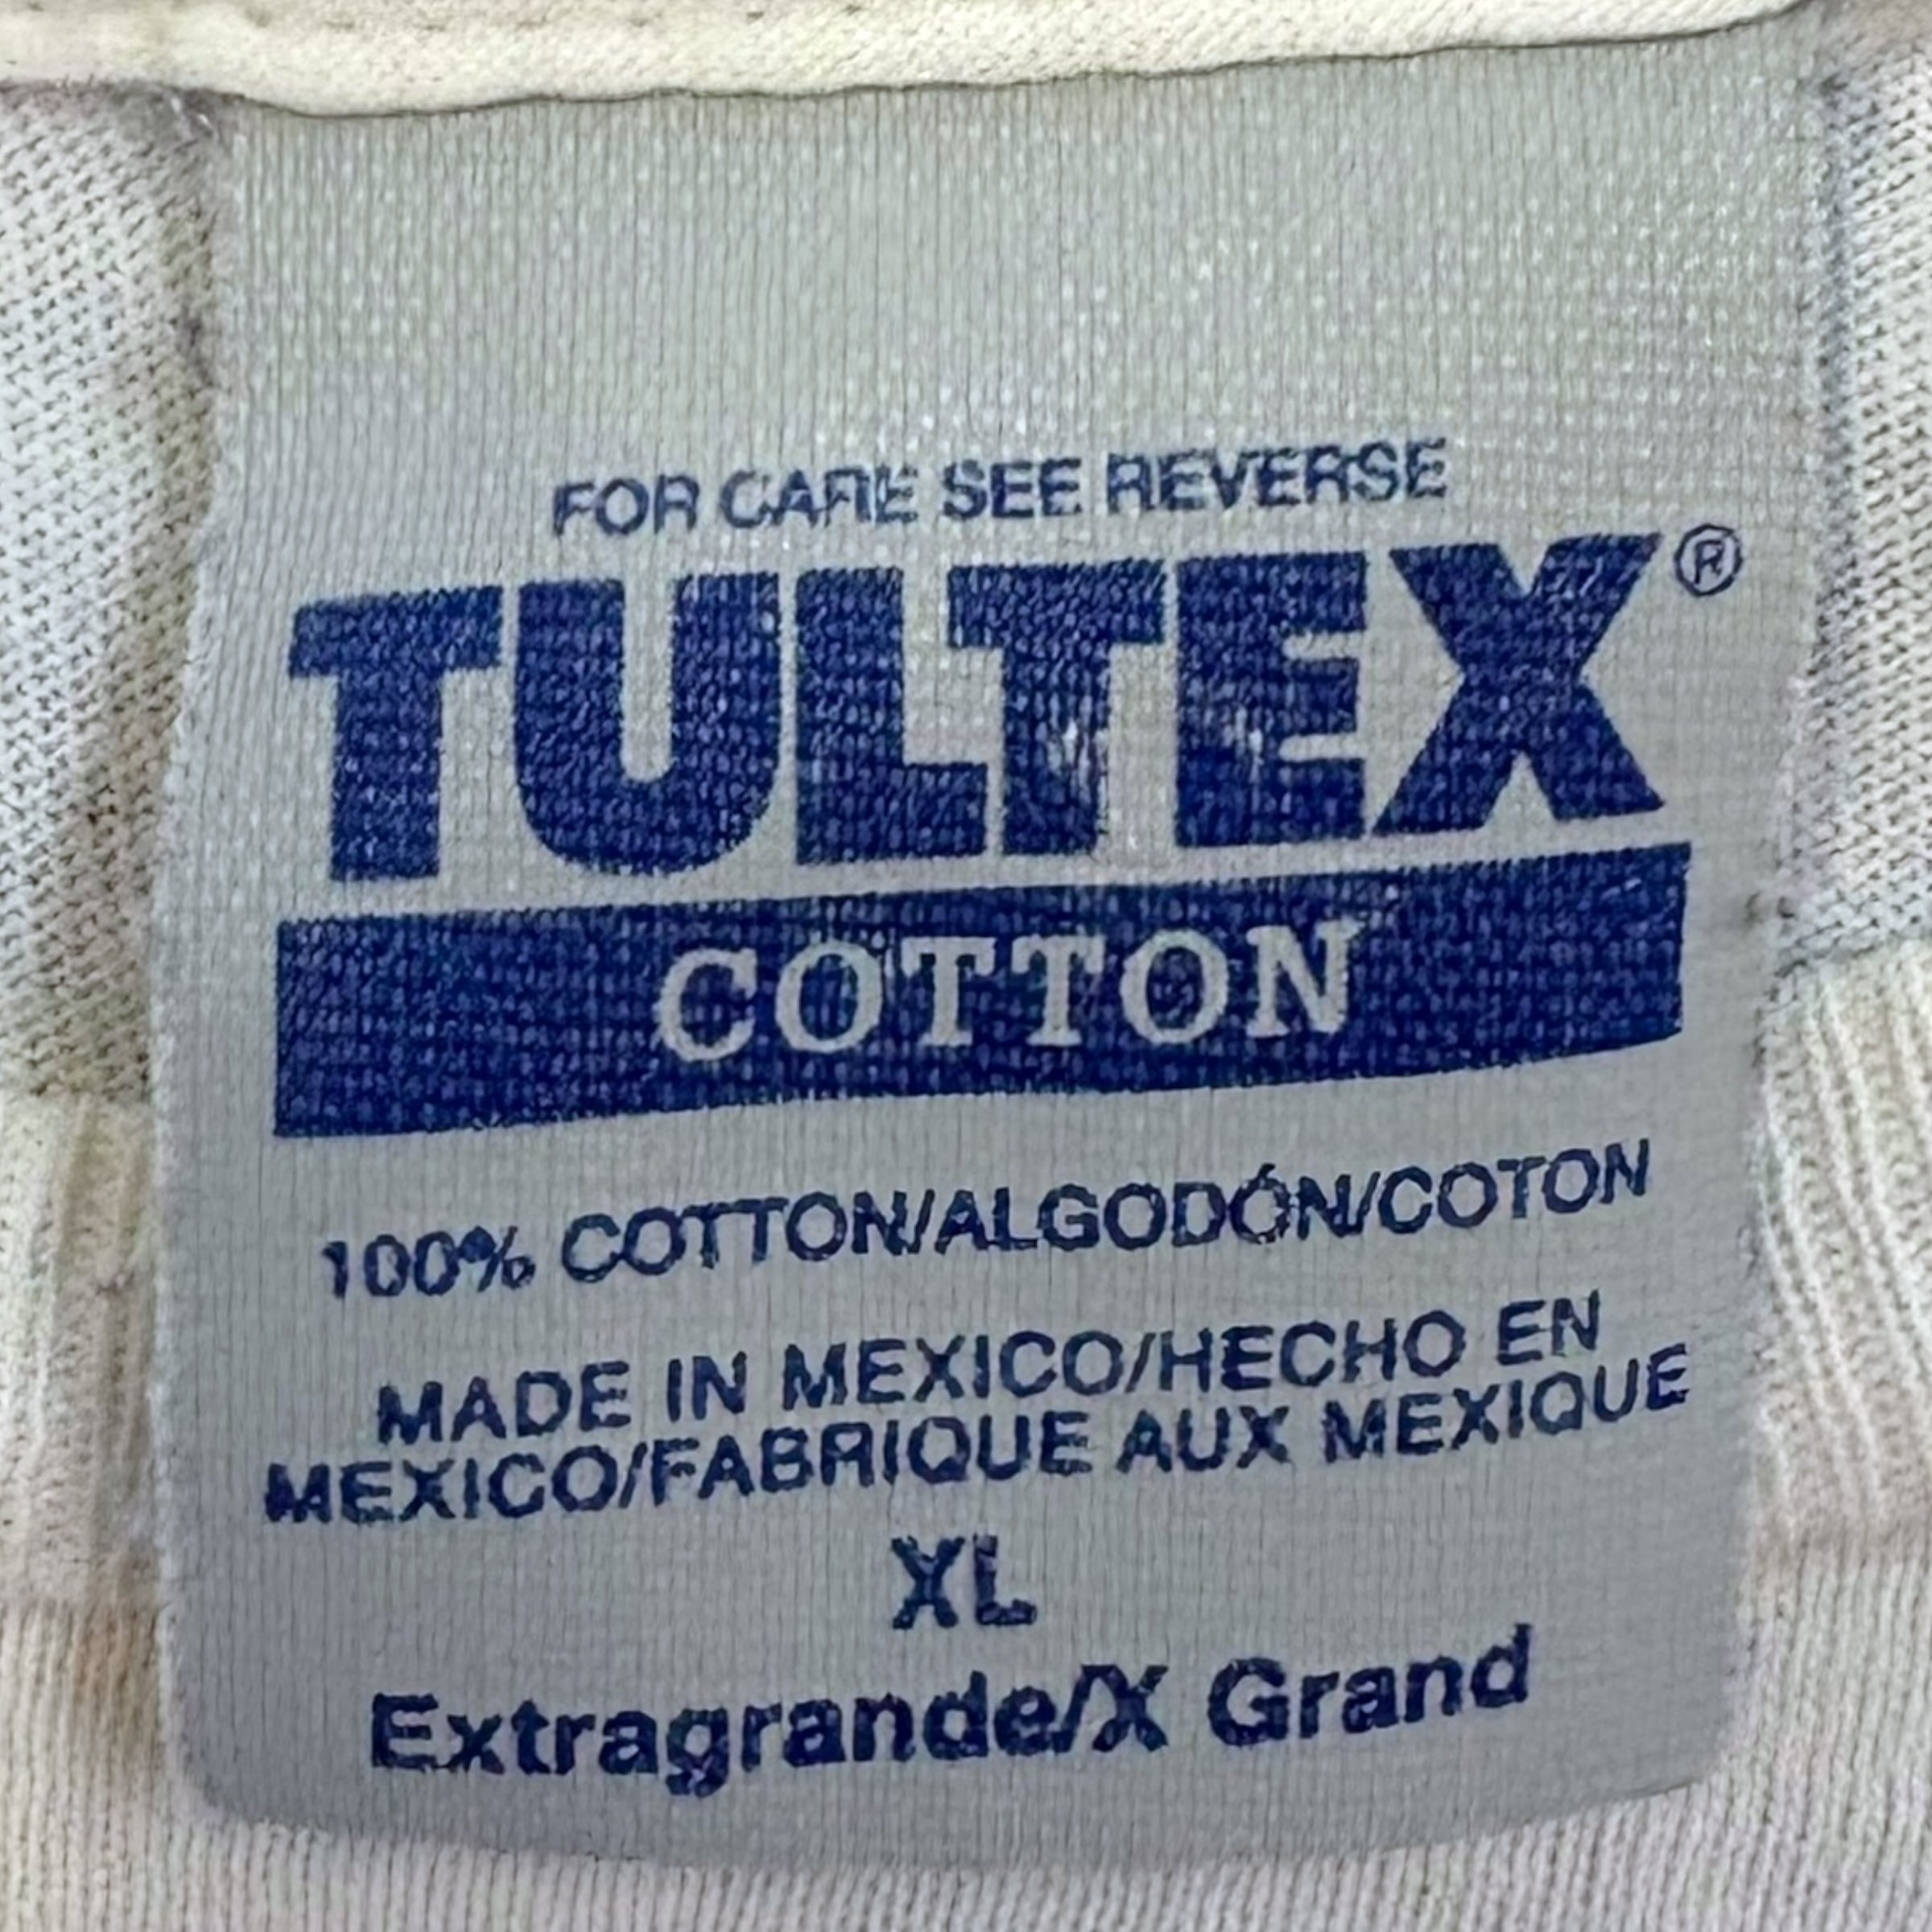 FOR CARE SEE REVERSE
TULTEX®
COTTON
100% COTTON/ALGODÓN/COTON
MADE IN MEXICO/HECHO EN
MEXICO/FABRIQUE AUX MEXIQUE
XL
Extragrande/X Grand